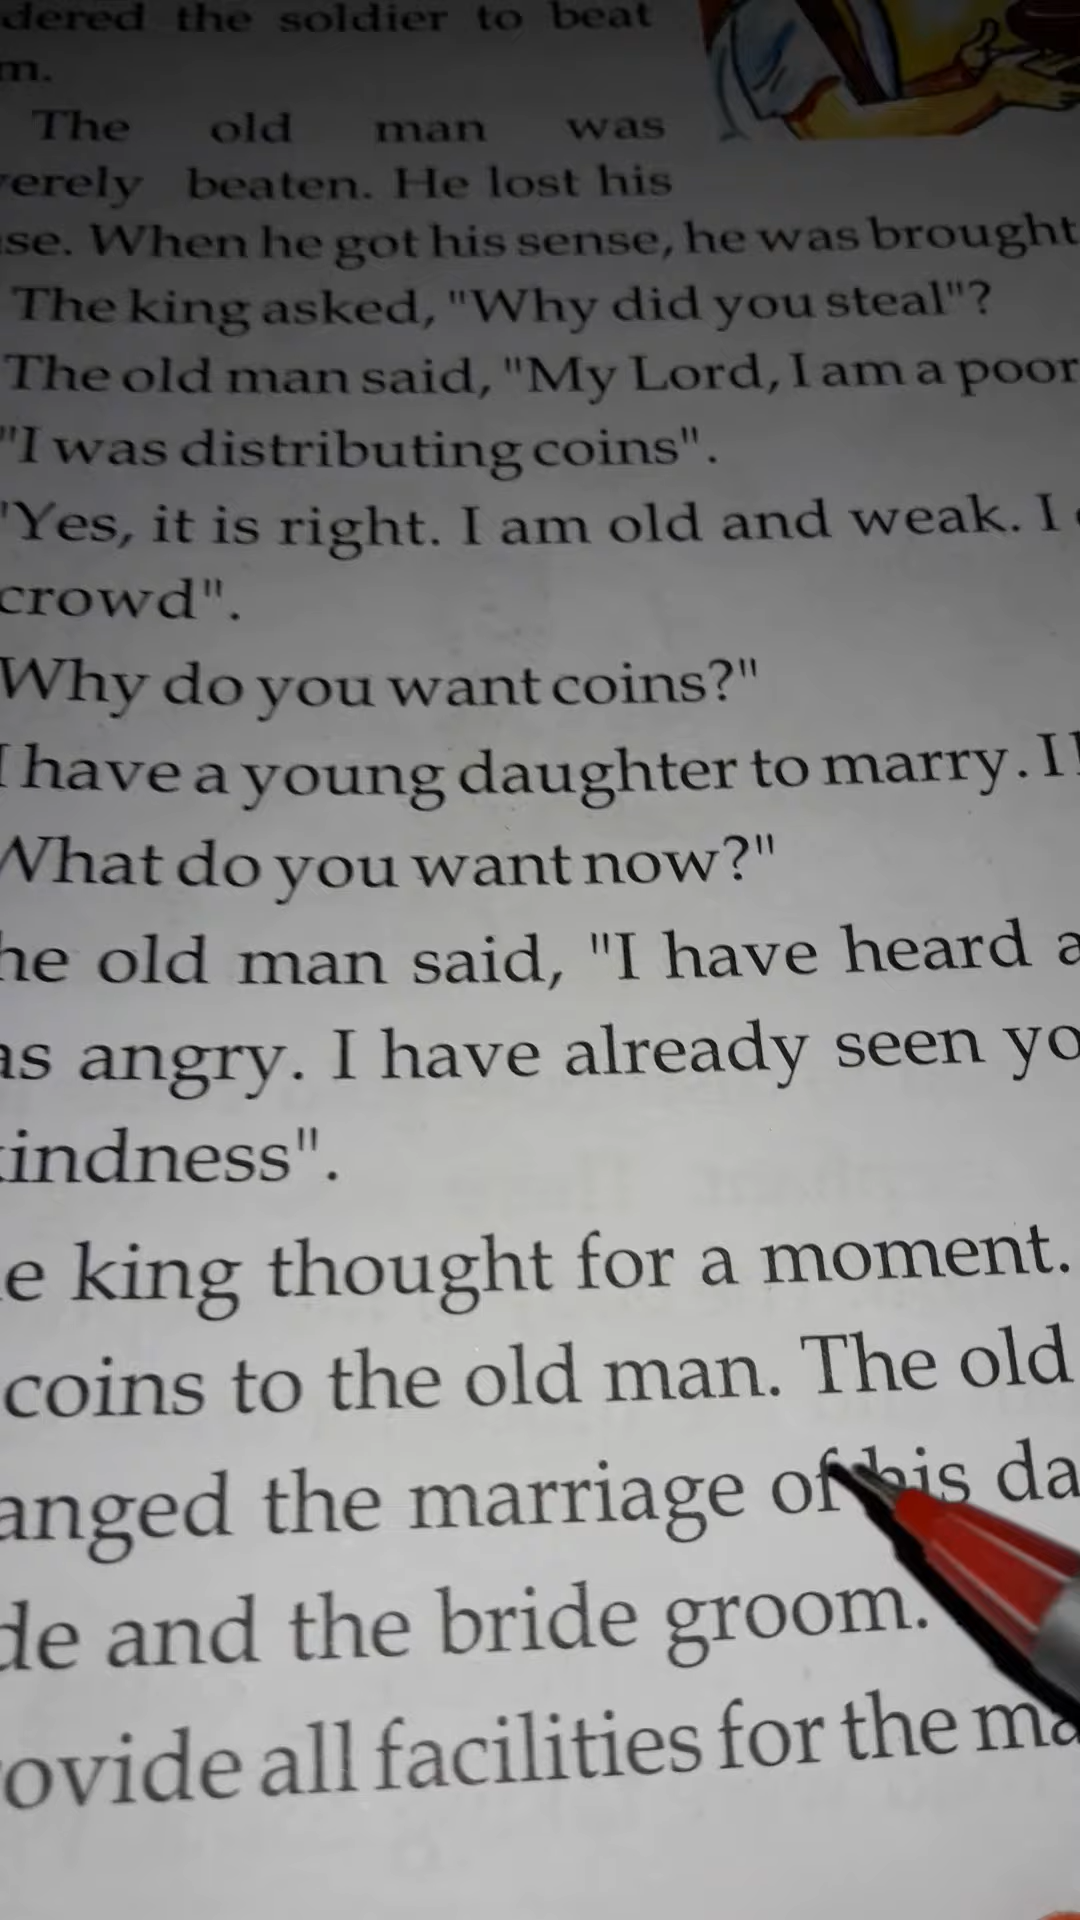 dered the soldier to beat
m.
The old man was
verely beaten. He lost his
se. When he got his sense, he was brought
The king asked, "Why did you steal"?
The old man said, "My Lord, I am a poor
"I was distributing coins".
"Yes, it is right. I am old and weak. I
crowd".
Why do you want coins?"
I have a young daughter to marry. I
What do you want now?"
he old man said, "I have heard a
as angry. I have already seen yo
kindness".
e king thought for a moment.
coins to the old man. The old
anged the marriage of his da
de and the bride groom.
ovide all facilities for the ma